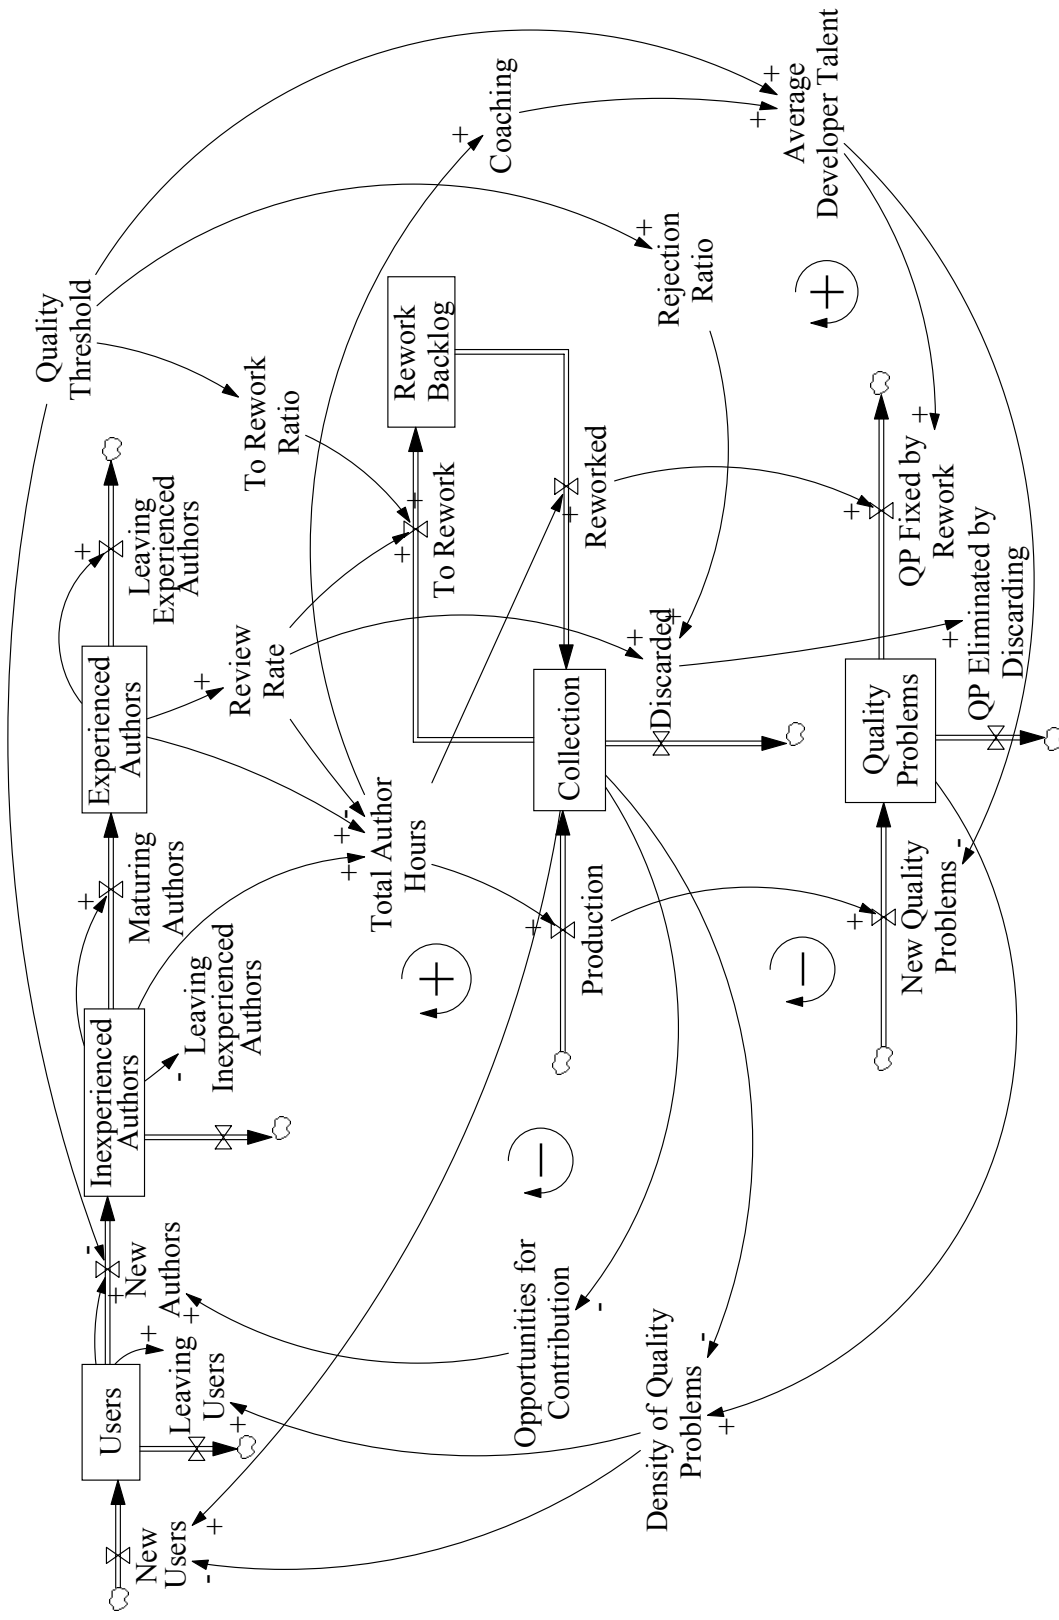 New
Users
Users
Leaving
Users
New
Authors
Inexperienced
Authors
Leaving
Inexperienced
Authors
Maturing
Authors
Experienced
Authors
Leaving
Experienced
Authors
Quality
Threshold
To Rework
Ratio
Review
Rate
Total Author
Hours
To Rework
Rework
Backlog
Coaching
Opportunities for
Contribution
Production
Collection
Reworked
Discarded
Rejection
Ratio
Average
Developer Talent
Density of Quality
Problems
New Quality
Problems
Quality
Problems
QP Fixed by
Rework
QP Eliminated by
Discarding